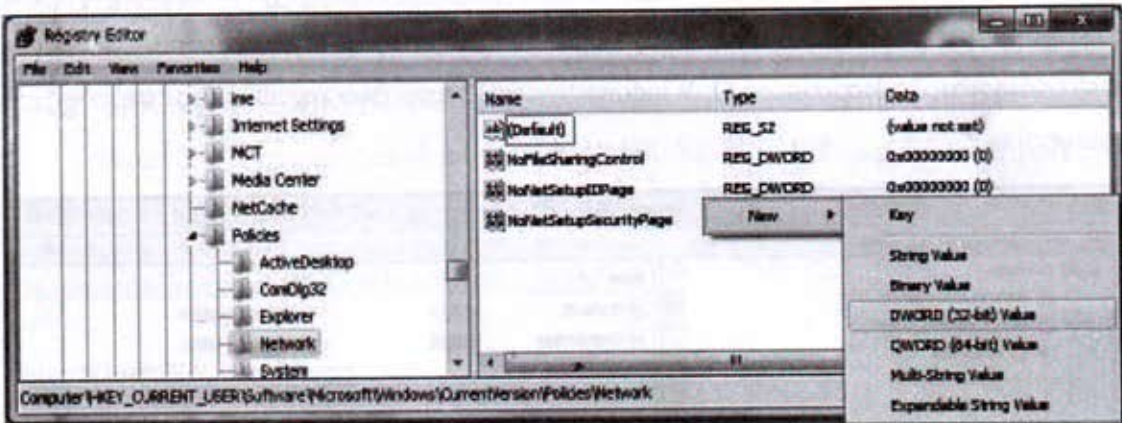 Registry Editor
File Edit View Favorites Help
Ime
Internet Settings
MCT
Media Center
NetCache
Policies
ActiveDesktop
ComDlg32
Explorer
Network
System
Name Type Data
ab (Default) REG_SZ (value not set)
NoFileSharingControl REG_DWORD 0x00000000 (0)
NoNetSetupIDPage REG_DWORD 0x00000000 (0)
NoNetSetupSecurityPage
New
Key
String Value
Binary Value
DWORD (32-bit) Value
QWORD (64-bit) Value
Multi-String Value
Expandable String Value
Computer\HKEY_CURRENT_USER\Software\Microsoft\Windows\CurrentVersion\Policies\Network